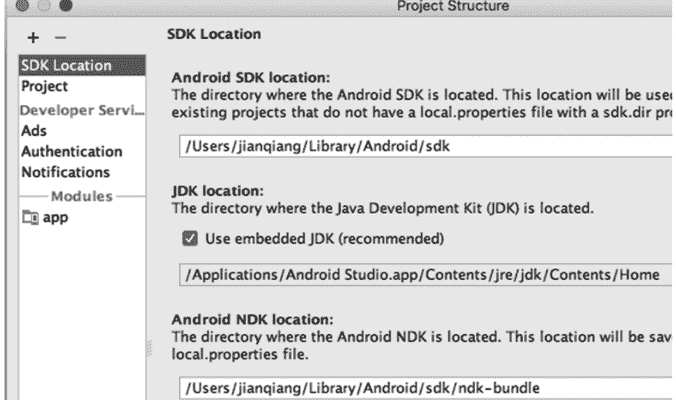 Project Structure
+ −
SDK Location
Project
Developer Servi...
Ads
Authentication
Notifications
Modules
app
SDK Location
Android SDK location:
The directory where the Android SDK is located. This location will be use
existing projects that do not have a local.properties file with a sdk.dir pr
/Users/jianqiang/Library/Android/sdk
JDK location:
The directory where the Java Development Kit (JDK) is located.
Use embedded JDK (recommended)
/Applications/Android Studio.app/Contents/jre/jdk/Contents/Home
Android NDK location:
The directory where the Android NDK is located. This location will be sav
local.properties file.
/Users/jianqiang/Library/Android/sdk/ndk-bundle